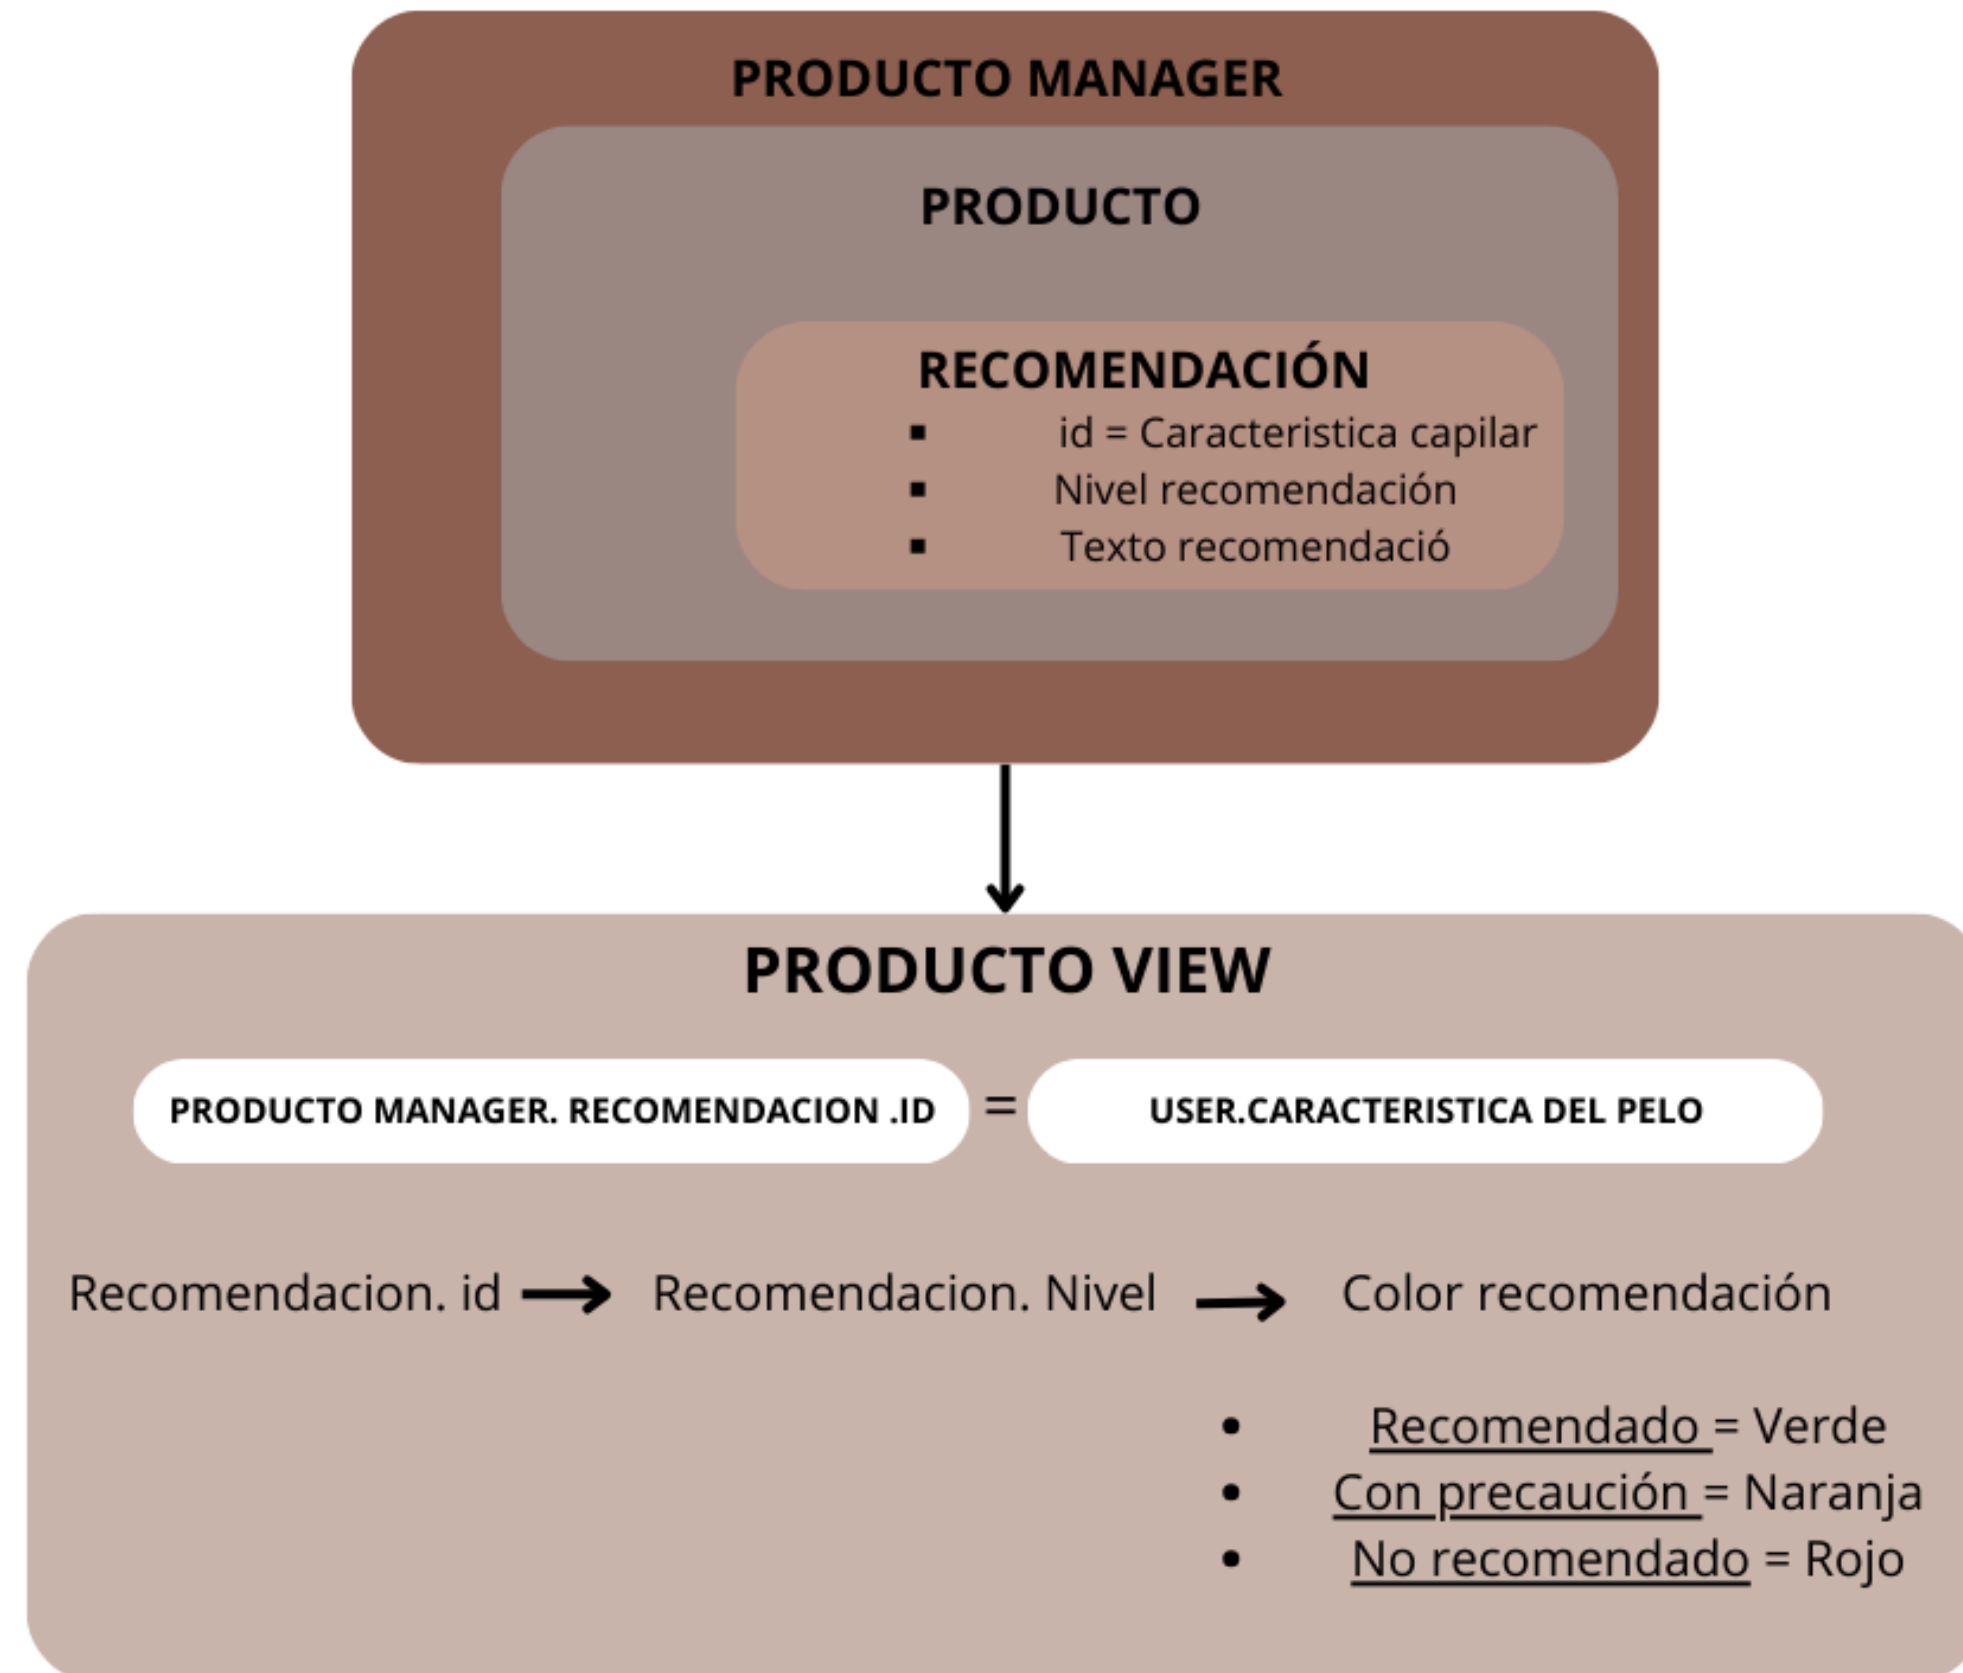 PRODUCTO MANAGER
PRODUCTO
RECOMENDACIÓN
▪ id = Caracteristica capilar
▪ Nivel recomendación
▪ Texto recomendació
PRODUCTO VIEW
PRODUCTO MANAGER. RECOMENDACION .ID = USER.CARACTERISTICA DEL PELO
Recomendacion. id → Recomendacion. Nivel → Color recomendación
• Recomendado = Verde
• Con precaución = Naranja
• No recomendado = Rojo